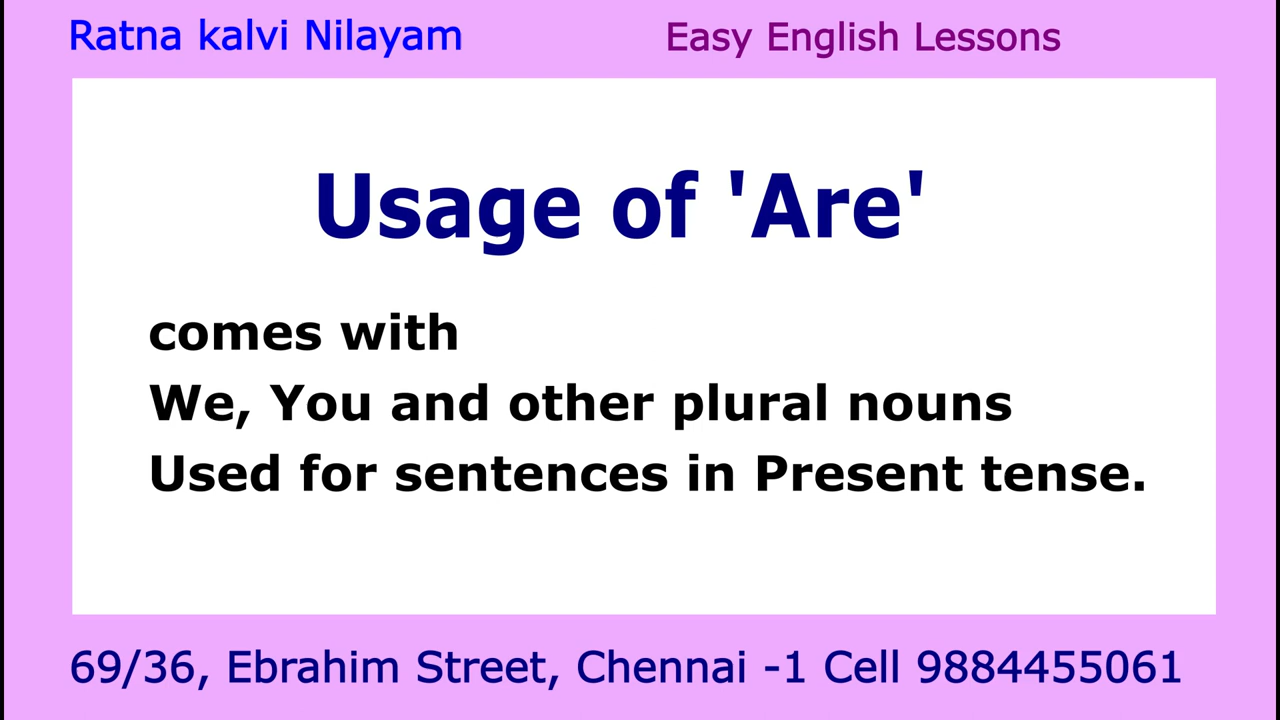 Ratna kalvi Nilayam
Easy English Lessons
Usage of 'Are'
comes with
We, You and other plural nouns
Used for sentences in Present tense.
69/36, Ebrahim Street, Chennai -1 Cell 9884455061